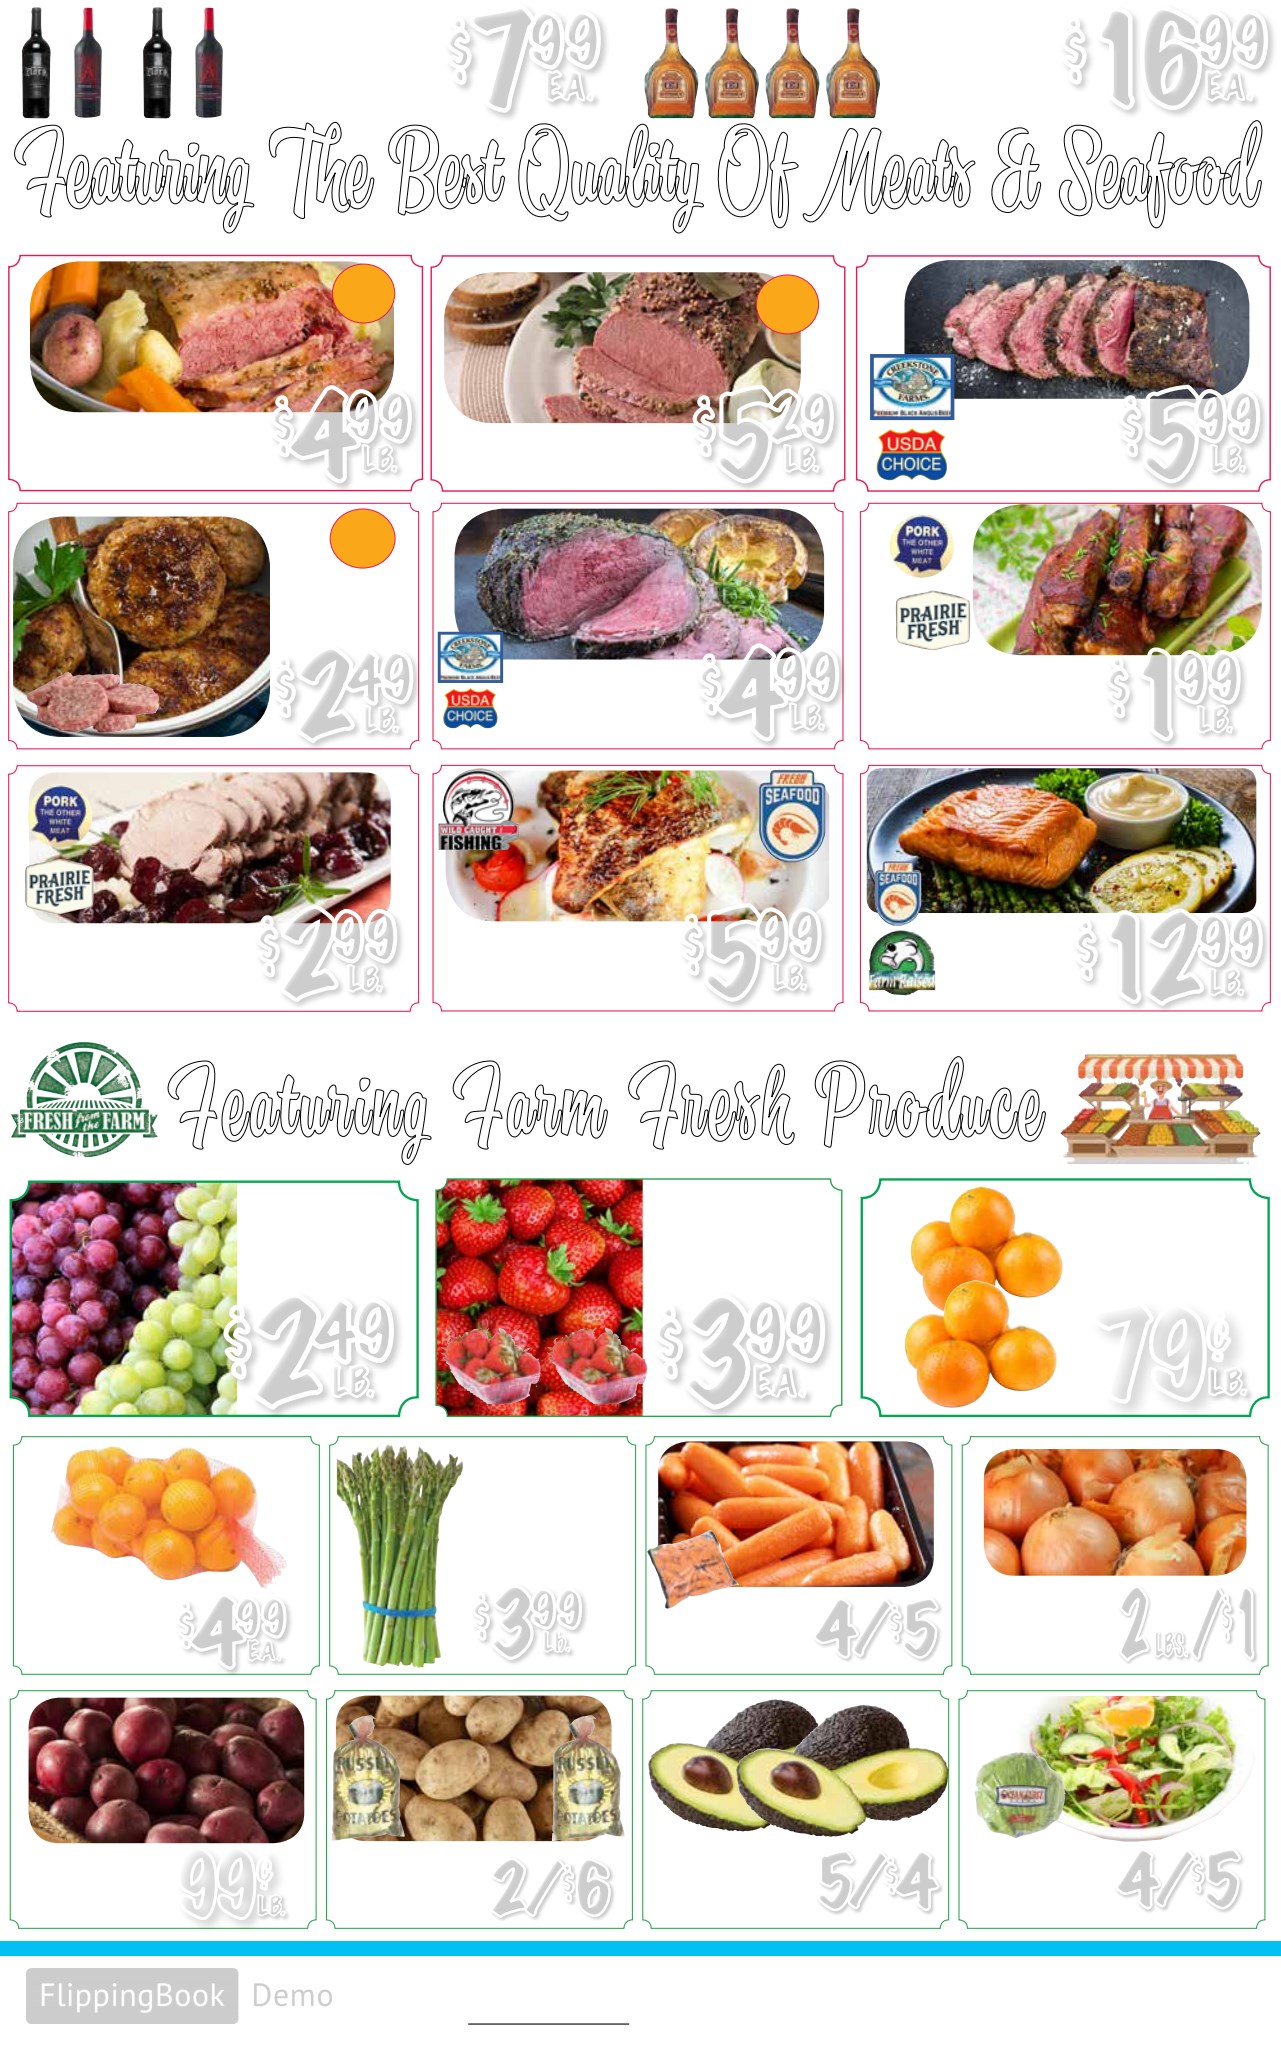 $7.99 EA.
$16.99 EA.
Featuring The Best Quality Of Meats & Seafood
$4.99 LB.
$5.29 LB.
CREEKSTONE
FARMS
PREMIUM BLACK ANGUS BEEF
USDA
CHOICE
$5.99 LB.
$2.49 LB.
CREEKSTONE
FARMS
PREMIUM BLACK ANGUS BEEF
USDA
CHOICE
$4.99 LB.
PORK
THE OTHER
WHITE
MEAT
PRAIRIE
FRESH
$1.99 LB.
PORK
THE OTHER
WHITE
MEAT
PRAIRIE
FRESH
$2.99 LB.
WILD CAUGHT
FISHING
FRESH
SEAFOOD
$5.99 LB.
FRESH
SEAFOOD
Farm Raised
$12.99 LB.
FRESH from the FARM
Featuring Farm Fresh Produce
$2.49 LB.
$3.99 EA.
79¢ LB.
$4.99 EA.
$3.99 Lb.
4/$5
2 LBS./$1
99¢ LB.
RUSSET
POTATOES
RUSSET
POTATOES
2/$6
5/$4
4/$5
FlippingBook Demo